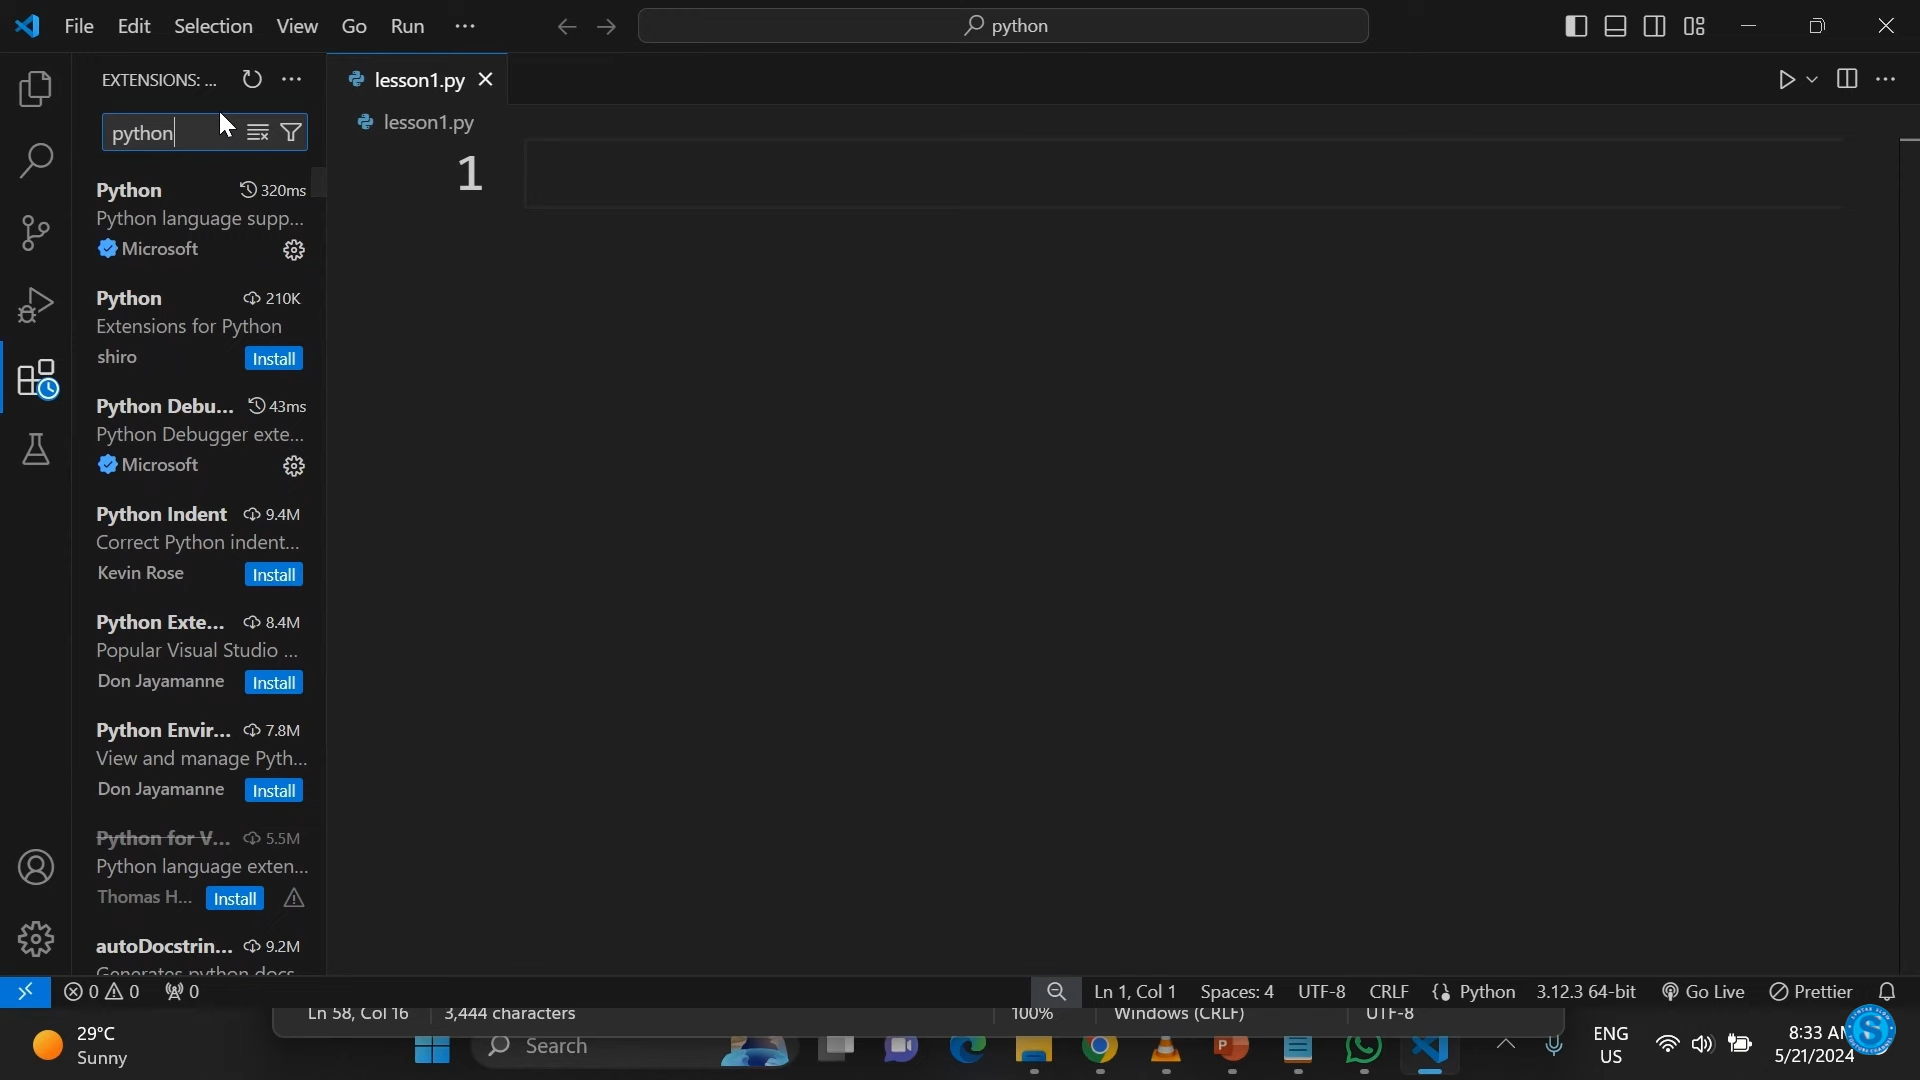 File Edit Selection View Go Run ...
python
EXTENSIONS: ...
lesson1.py
python
lesson1.py
1
Python 320ms
Python language supp...
Microsoft
Python 210K
Extensions for Python
shiro Install
Python Debu... 43ms
Python Debugger exte...
Microsoft
Python Indent 9.4M
Correct Python indent...
Kevin Rose Install
Python Exte... 8.4M
Popular Visual Studio ...
Don Jayamanne Install
Python Envir... 7.8M
View and manage Pyth...
Don Jayamanne Install
Python for V... 5.5M
Python language exten...
Thomas H... Install
autoDocstrin... 9.2M
Generates python docs
0 0 0 Ln 1, Col 1 Spaces: 4 UTF-8 CRLF Python 3.12.3 64-bit Go Live Prettier
Ln 58, Col 16 3,444 characters 100% Windows (CRLF) UTF-8
29°C
Sunny
Search
ENG
US
8:33 AM
5/21/2024